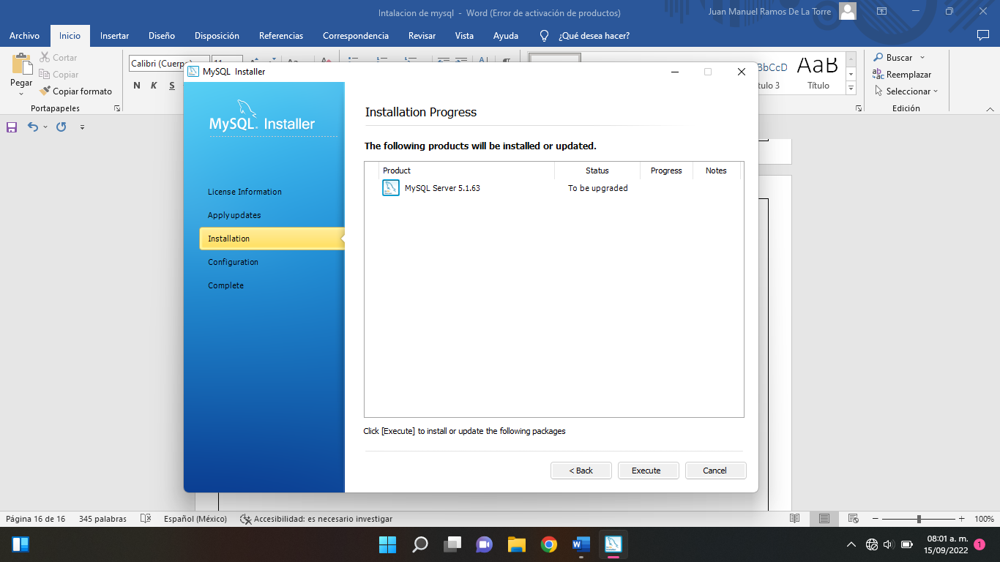 Intalacion de mysql - Word (Error de activación de productos)
Juan Manuel Ramos De La Torre
Archivo Inicio Insertar Diseño Disposición Referencias Correspondencia Revisar Vista Ayuda ¿Qué desea hacer?
Pegar
Cortar
Copiar
Copiar formato
Portapapeles
Calibri (Cuerpo)
N K S
BbCcD
AaB
Título
Buscar
Reemplazar
Seleccionar
Edición
MySQL Installer
MySQL. Installer
License Information
Apply updates
Installation
Configuration
Complete
Installation Progress
The following products will be installed or updated.
Product Status Progress Notes
MySQL Server 5.1.63 To be upgraded
Click [Execute] to install or update the following packages
< Back Execute Cancel
Página 16 de 16 345 palabras Español (México) Accesibilidad: es necesario investigar
100%
08:01 a. m.
15/09/2022
1